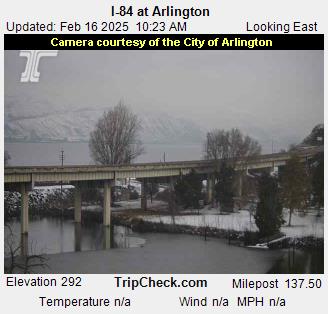 I-84 at Arlington
Updated: Feb 16 2025 10:23 AM Looking East
Camera courtesy of the City of Arlington
Elevation 292 TripCheck.com Milepost 137.50
Temperature n/a Wind n/a MPH n/a